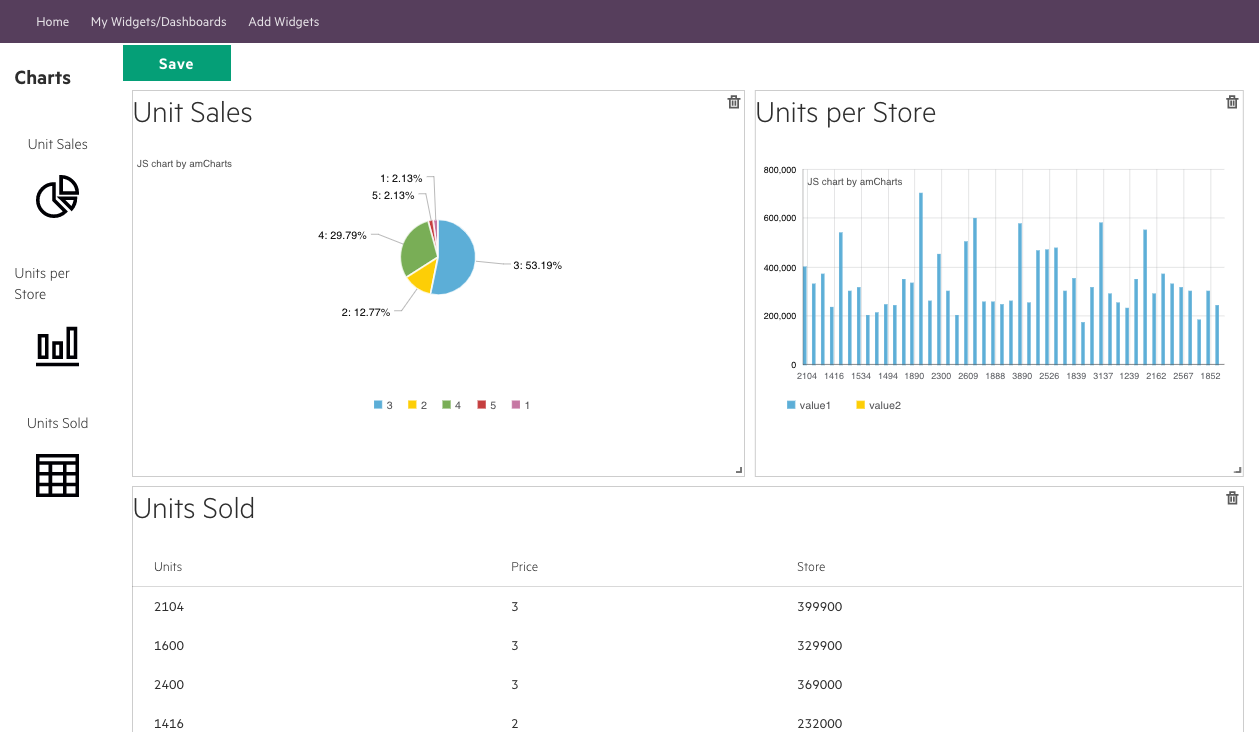 Home My Widgets/Dashboards Add Widgets
Charts
Save
Unit Sales
Units per
Store
Units Sold
Unit Sales
JS chart by amCharts
1: 2.13%
5: 2.13%
4: 29.79%
3: 53.19%
2: 12.77%
3 2 4 5 1
Units per Store
JS chart by amCharts
800,000
600,000
400,000
200,000
0
2104 1416 1534 1494 1890 2300 2609 1888 3890 2526 1839 3137 1239 2162 2567 1852
value1 value2
Units Sold
Units Price Store
2104 3 399900
1600 3 329900
2400 3 369000
1416 2 232000